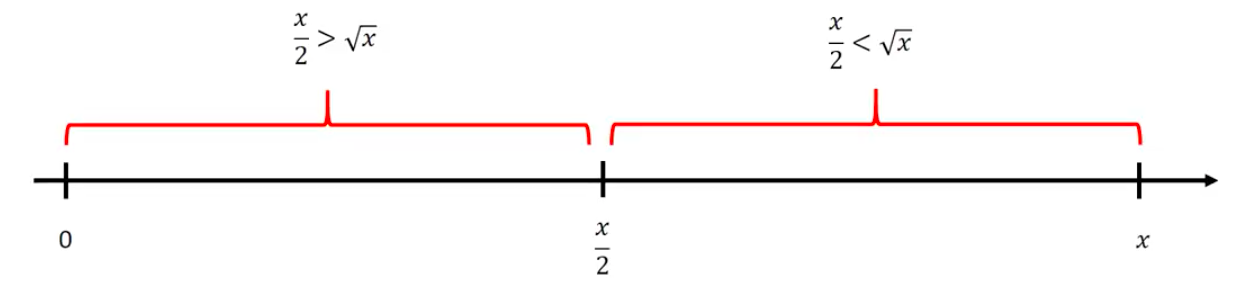 x/2 > √x
x/2 < √x
0
x/2
x